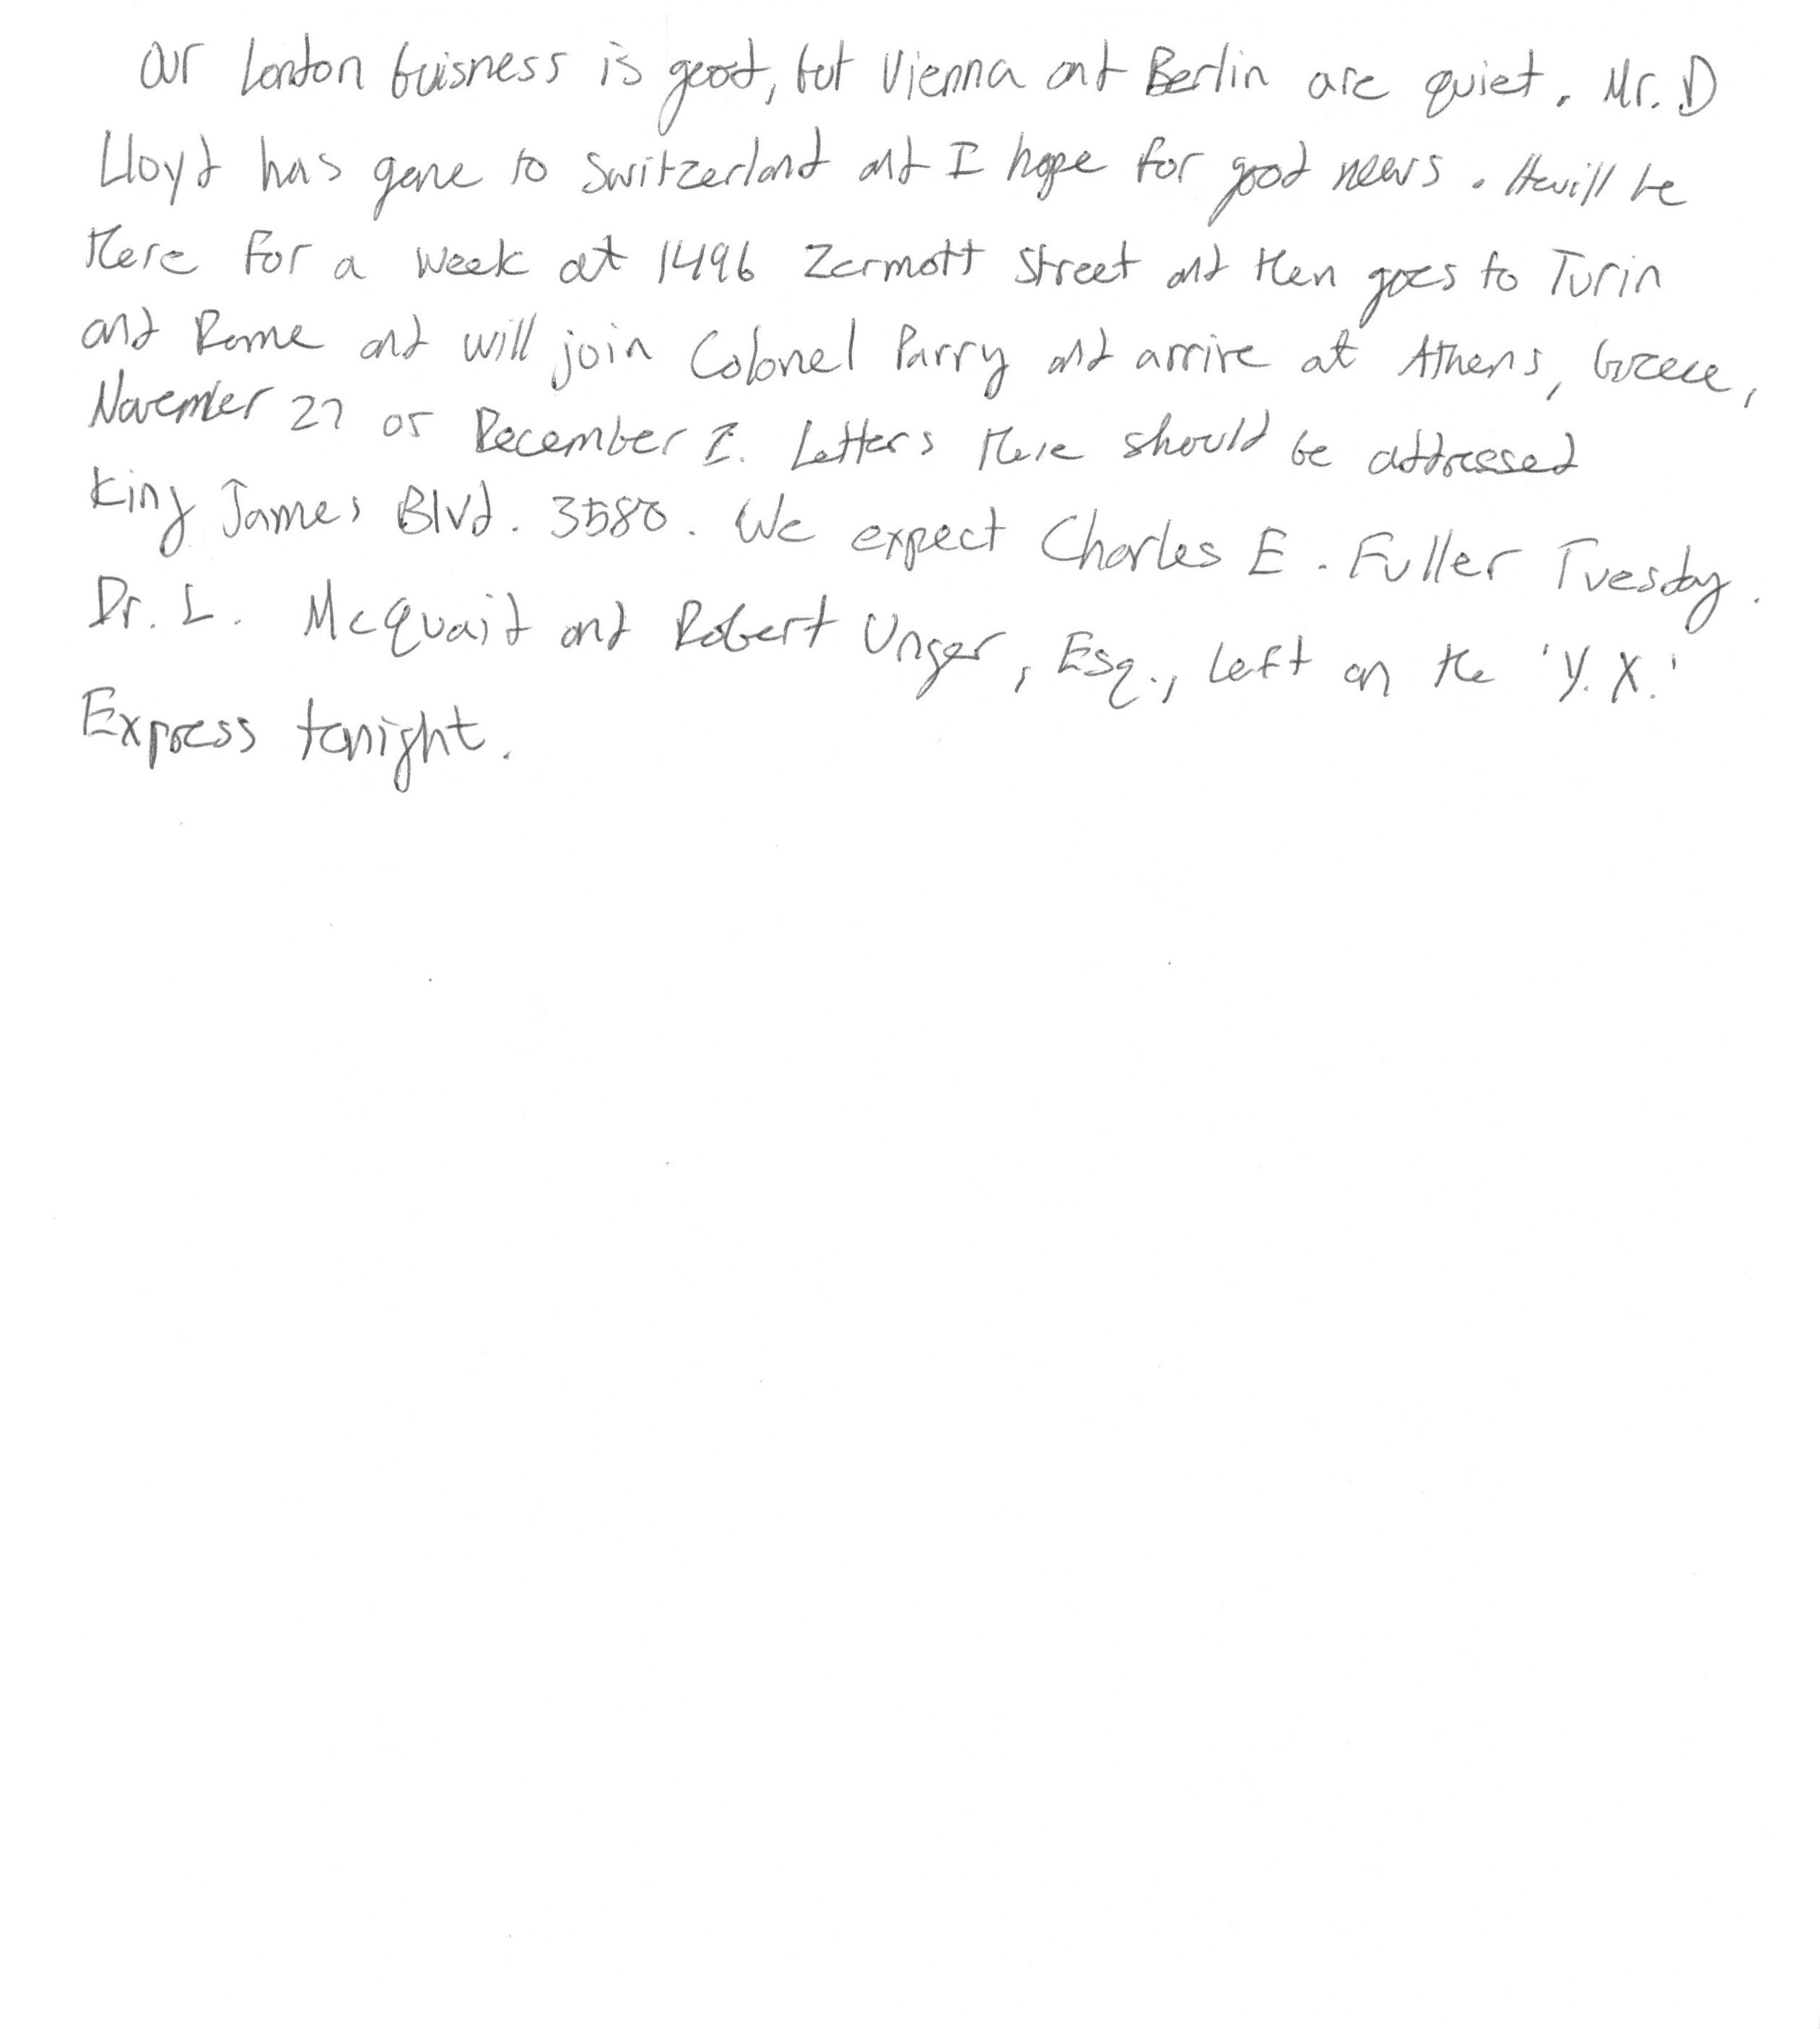 Our London buisness is good, but Vienna and Berlin are quiet. Mr. D
Lloyd has gone to Switzerland and I hope for good news. He will be
there for a week at 1496 Zermott Street and then goes to Turin
and Rome and will join Colonel Parry and arrive at Athens, Greece,
November 27 or December I. Letters there should be addressed
King James Blvd. 3580. We expect Charles E. Fuller Tuesday.
Dr. L. McQuaid and Robert Unger, Esq., left on the 'Y.X.'
Express tonight.